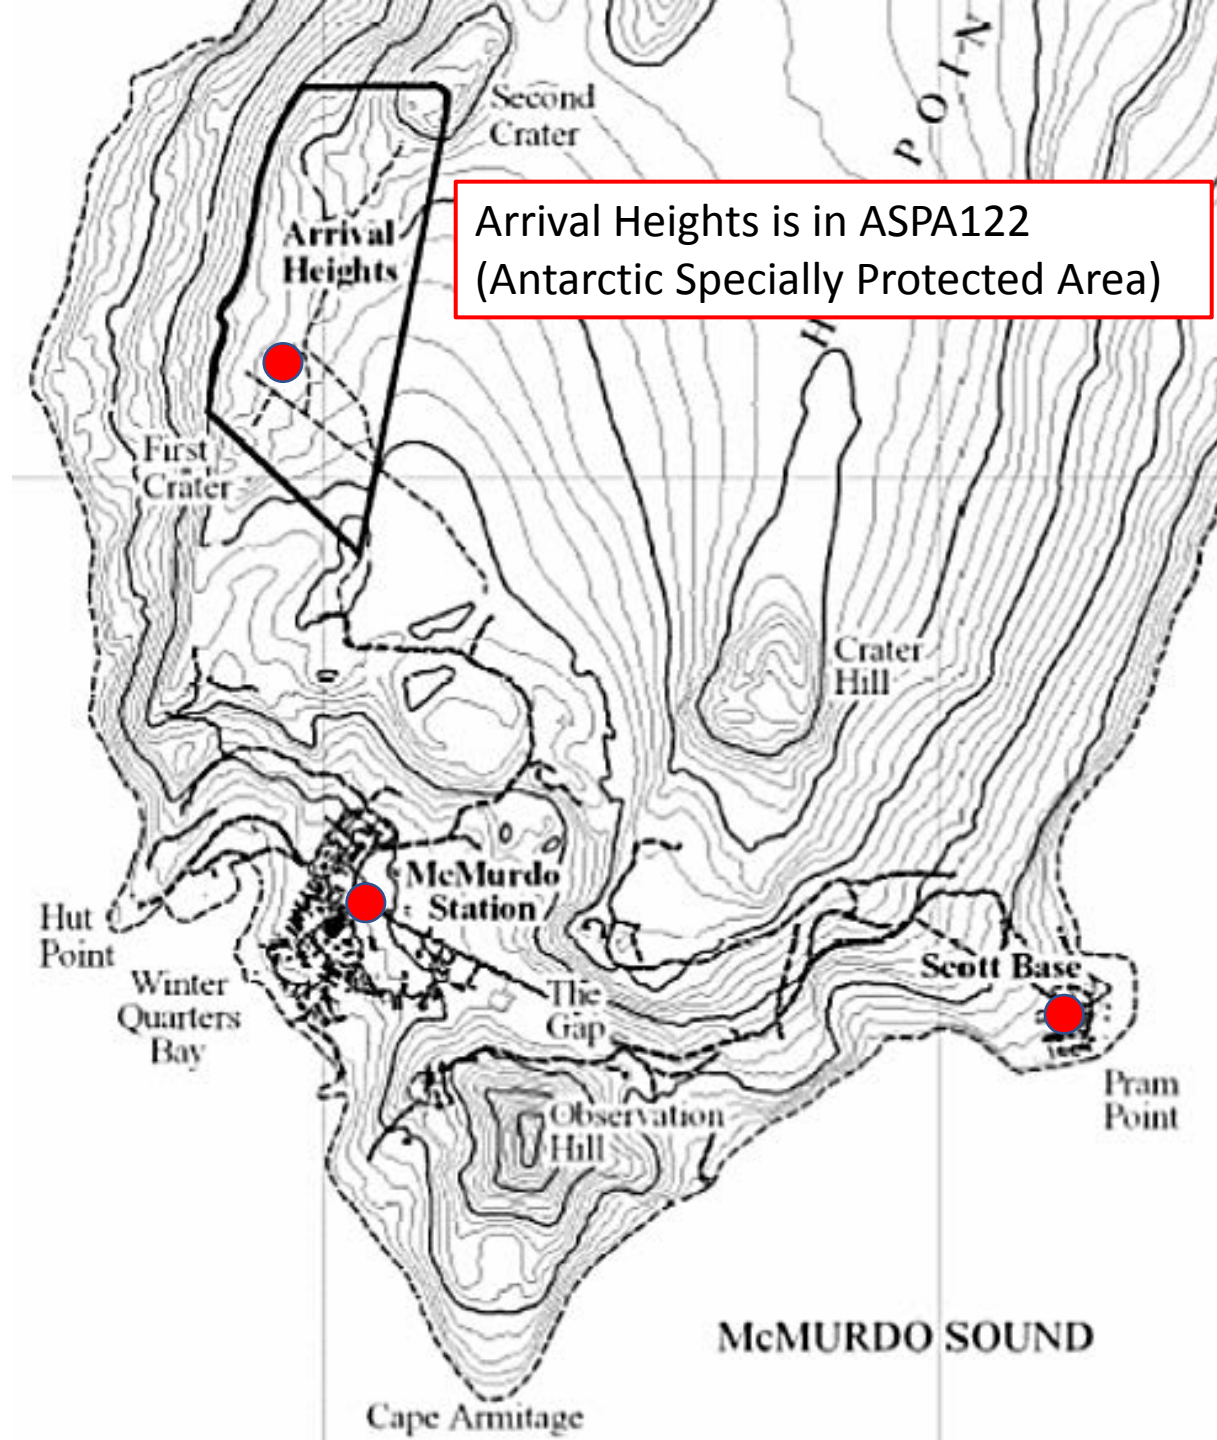 P O I N
Second
Crater
Arrival Heights is in ASPA122
(Antarctic Specially Protected Area)
Arrival
Heights
H
First
Crater
Crater
Hill
McMurdo
Station
Hut
Point
Winter
Quarters
Bay
The
Gap
Scott Base
Pram
Point
Observation
Hill
McMURDO SOUND
Cape Armitage